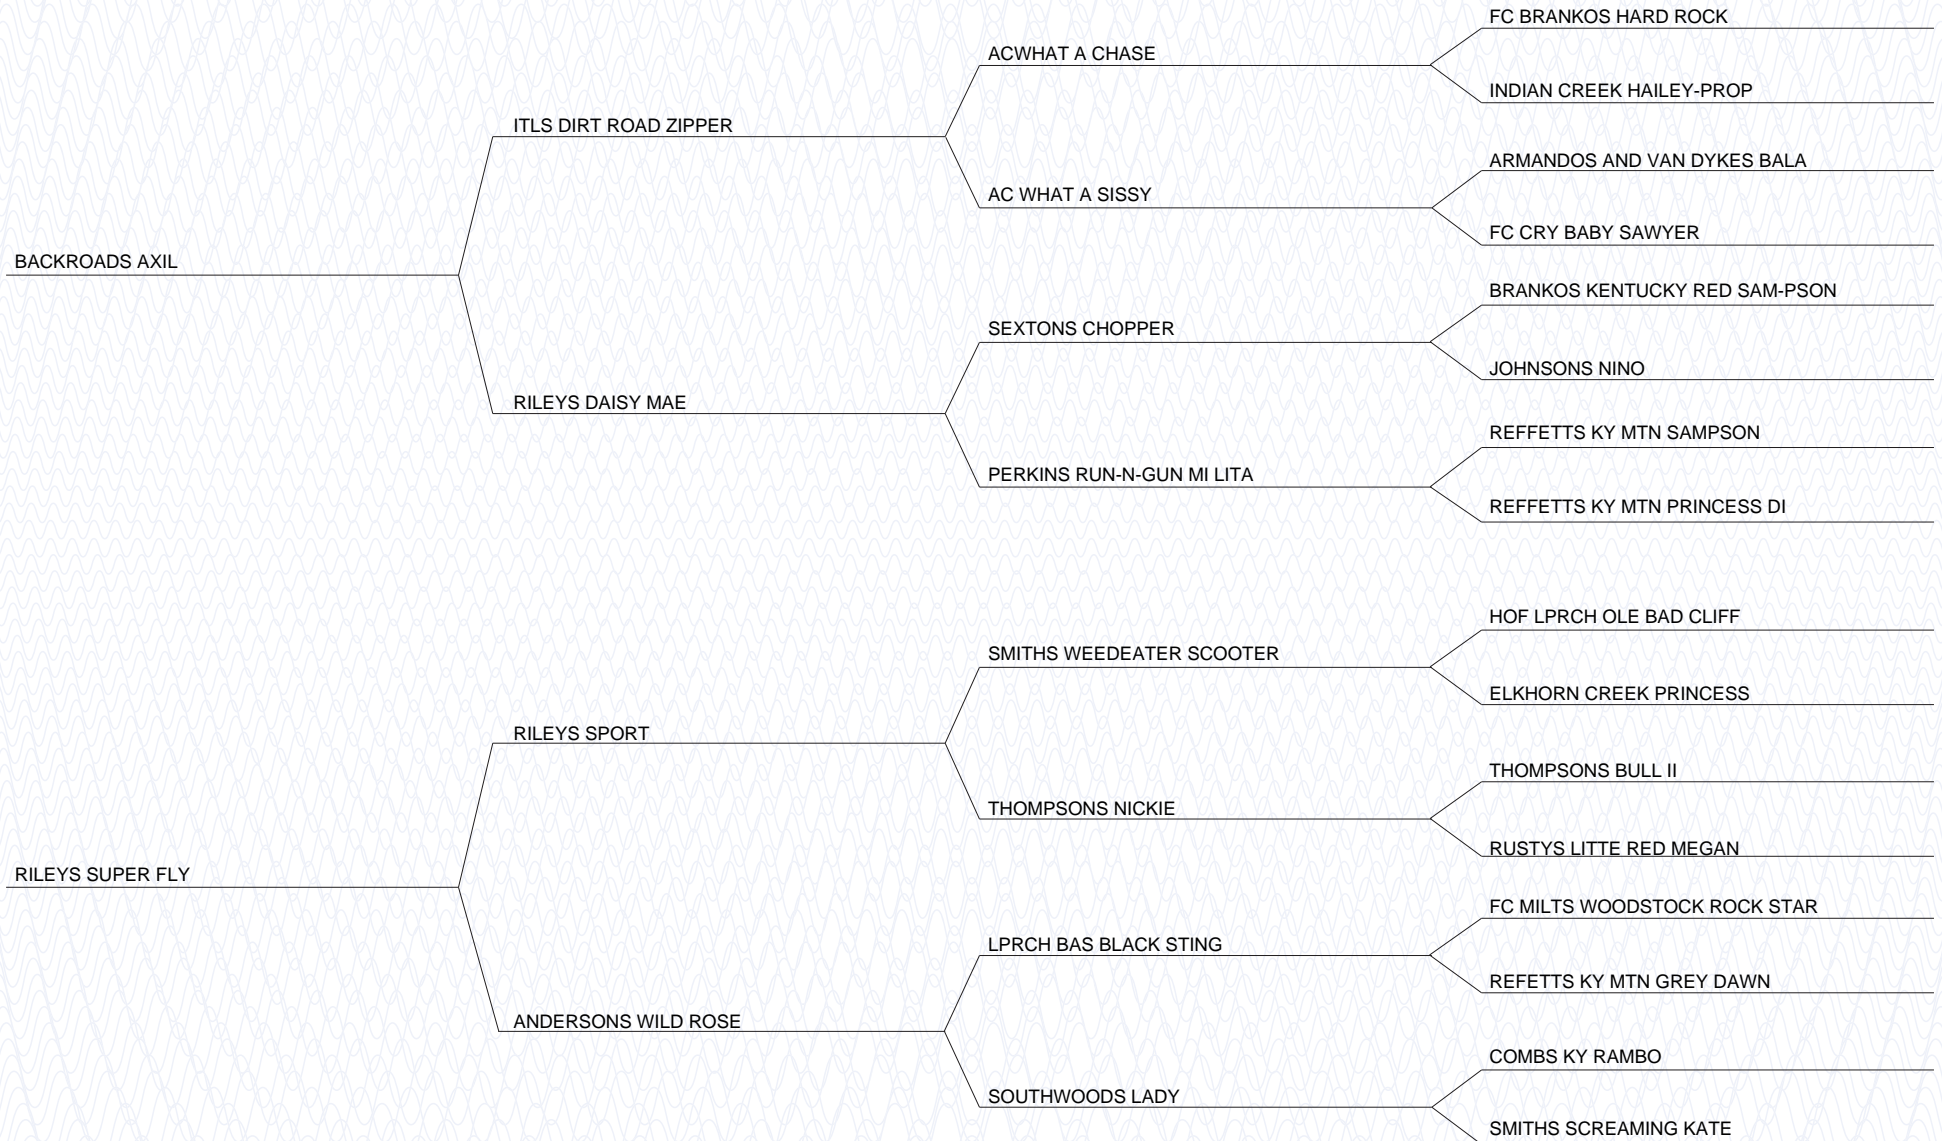 FC BRANKOS HARD ROCK
ACWHAT A CHASE
INDIAN CREEK HAILEY-PROP
ITLS DIRT ROAD ZIPPER
ARMANDOS AND VAN DYKES BALA
AC WHAT A SISSY
FC CRY BABY SAWYER
BACKROADS AXIL
BRANKOS KENTUCKY RED SAM-PSON
SEXTONS CHOPPER
JOHNSONS NINO
RILEYS DAISY MAE
REFFETTS KY MTN SAMPSON
PERKINS RUN-N-GUN MI LITA
REFFETTS KY MTN PRINCESS DI
HOF LPRCH OLE BAD CLIFF
SMITHS WEEDEATER SCOOTER
ELKHORN CREEK PRINCESS
RILEYS SPORT
THOMPSONS BULL II
THOMPSONS NICKIE
RUSTYS LITTE RED MEGAN
RILEYS SUPER FLY
FC MILTS WOODSTOCK ROCK STAR
LPRCH BAS BLACK STING
REFETTS KY MTN GREY DAWN
ANDERSONS WILD ROSE
COMBS KY RAMBO
SOUTHWOODS LADY
SMITHS SCREAMING KATE